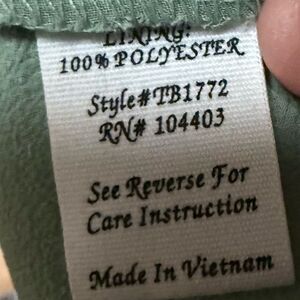 LINING:
100% POLYESTER
Style# TB1772
RN# 104403
See Reverse For
Care Instruction
Made In Vietnam